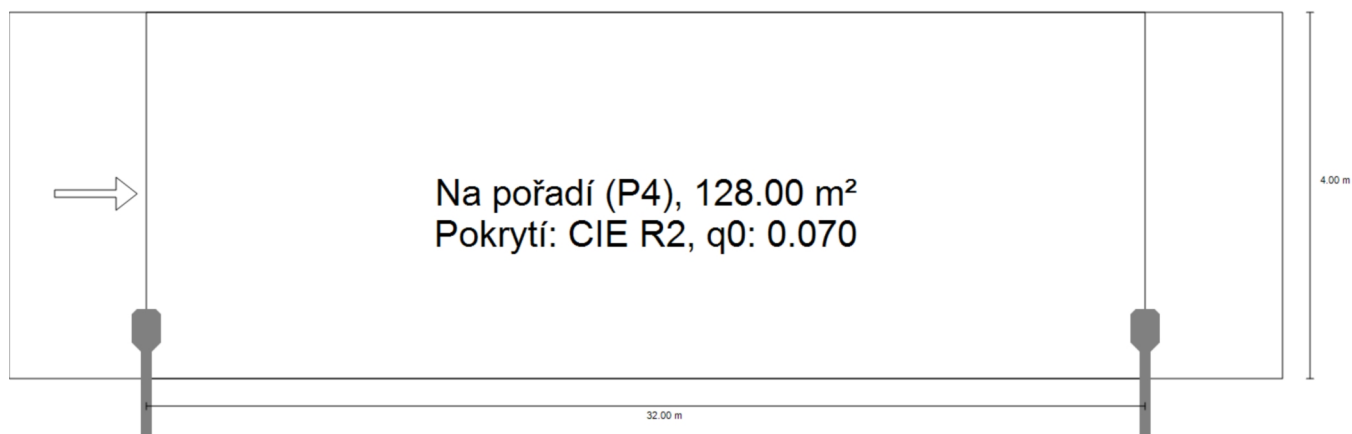 Na pořadí (P4), 128.00 m²
Pokrytí: CIE R2, q0: 0.070
4.00 m
32.00 m